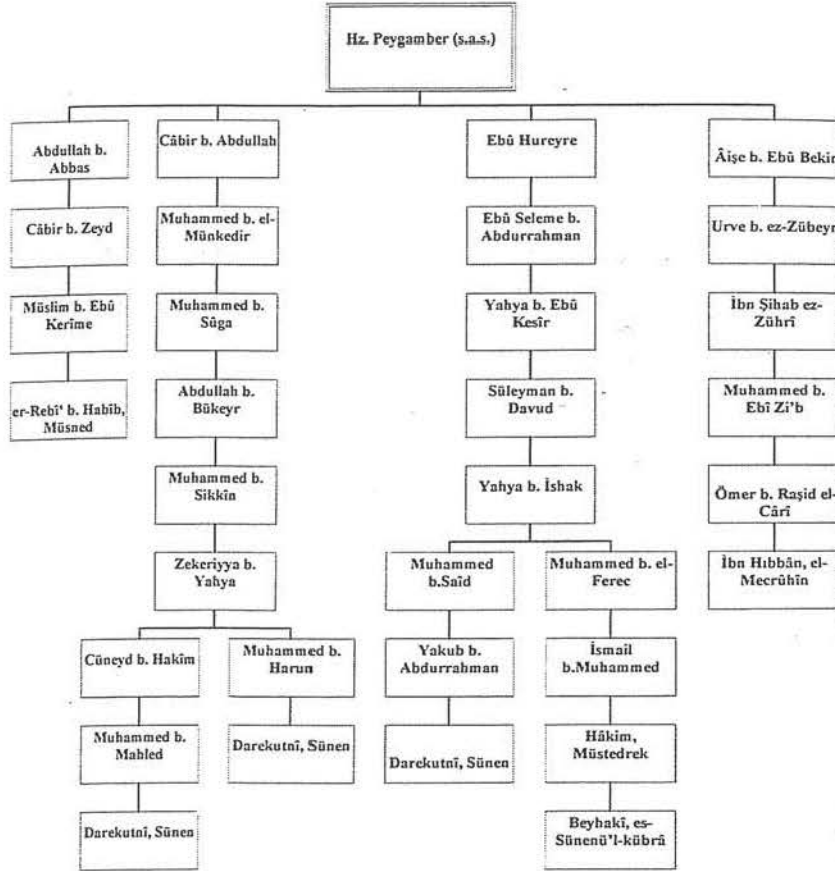 Hz. Peygamber (s.a.s.)
Abdullah b.
Abbas
Câbir b. Zeyd
Müslim b. Ebû
Kerîme
er-Rebî' b. Habîb,
Müsned
Câbir b. Abdullah
Muhammed b. el-
Münkedir
Muhammed b.
Sûga
Abdullah b.
Bükeyr
Muhammed b.
Sikkîn
Zekeriyya b.
Yahya
Cüneyd b. Hakîm
Muhammed b.
Mahled
Darekutnî, Sünen
Muhammed b.
Harun
Darekutnî, Sünen
Ebû Hureyre
Ebû Seleme b.
Abdurrahman
Yahya b. Ebû
Kesîr
Süleyman b.
Davud
Yahya b. İshak
Muhammed
b.Saîd
Yakub b.
Abdurrahman
Darekutnî, Sünen
Muhammed b. el-
Ferec
İsmail
b.Muhammed
Hâkim,
Müstedrek
Beyhakî, es-
Sünenü'l-kübrâ
Âişe b. Ebû Bekir
Urve b. ez-Zübeyr
İbn Şihab ez-
Zührî
Muhammed b.
Ebî Zi'b
Ömer b. Raşid el-
Cârî
İbn Hıbbân, el-
Mecrûhîn